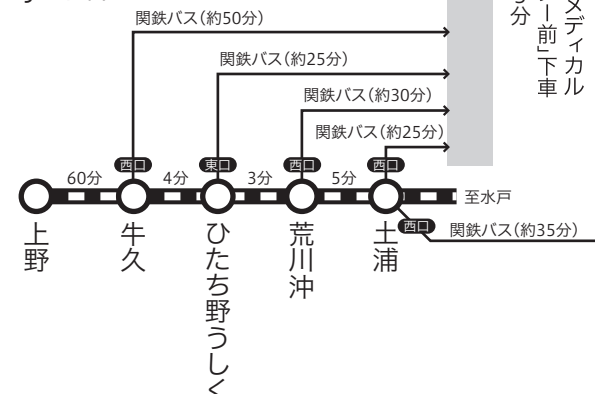 メディカル
ー前」下車
分
関鉄バス(約50分)
関鉄バス(約25分)
関鉄バス(約30分)
関鉄バス(約25分)
西口
東口
西口
西口
60分
4分
3分
5分
至水戸
西口
関鉄バス(約35分)
上野
牛久
ひたち野うしく
荒川沖
土浦